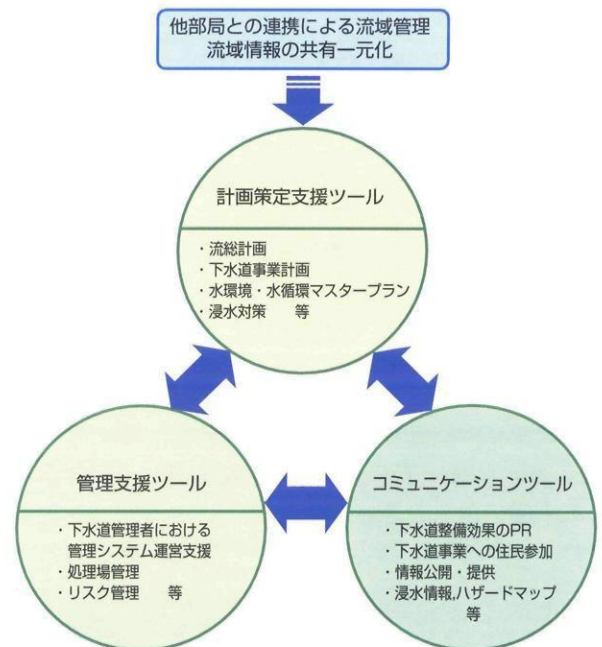 他部局との連携による流域管理
流域情報の共有一元化
計画策定支援ツール
・流総計画
・下水道事業計画
・水環境・水循環マスタープラン
・浸水対策　等
管理支援ツール
・下水道管理者における
管理システム運営支援
・処理場管理
・リスク管理　等
コミュニケーションツール
・下水道整備効果のPR
・下水道事業への住民参加
・情報公開・提供
・浸水情報,ハザードマップ
等